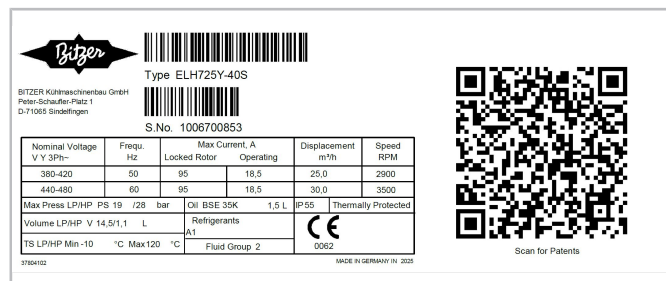 Bitzer
Type ELH725Y-40S
BITZER Kühlmaschinenbau GmbH
Peter-Schaufler-Platz 1
D-71065 Sindelfingen
S.No. 1006700853
Nominal Voltage V Y 3Ph~ Frequ. Hz Max Current, A Locked Rotor Operating Displacement m³/h Speed RPM
380-420 50 95 18,5 25,0 2900
440-480 60 95 18,5 30,0 3500
Max Press LP/HP PS 19 /28 bar Oil BSE 35K 1,5 L IP55 Thermally Protected
Volume LP/HP V 14,5/1,1 L Refrigerants
A1
CE
TS LP/HP Min -10 °C Max 120 °C Fluid Group 2 0062
Scan for Patents
37804102 MADE IN GERMANY IN 2025